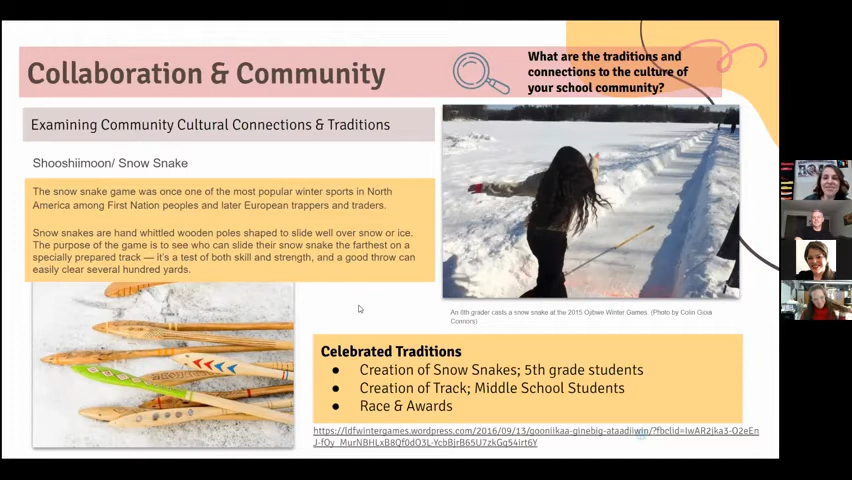 Collaboration & Community
What are the traditions and
connections to the culture of
your school community?
Examining Community Cultural Connections & Traditions
Shooshiimoon/ Snow Snake
The snow snake game was once one of the most popular winter sports in North
America among First Nation peoples and later European trappers and traders.
Snow snakes are hand whittled wooden poles shaped to slide well over snow or ice.
The purpose of the game is to see who can slide their snow snake the farthest on a
specially prepared track — it's a test of both skill and strength, and a good throw can
easily clear several hundred yards.
An 8th grader casts a snow snake at the 2015 Ojibwe Winter Games (Photo by Colin Gioia
Connors)
Celebrated Traditions
● Creation of Snow Snakes; 5th grade students
● Creation of Track; Middle School Students
● Race & Awards
https://ldfwintergames.wordpress.com/2016/09/13/gooniikaa-ginebig-ataadiiwin/?fbclid=IwAR2jka3-O2eEn
J-fOy_MurNBHLxB8Qf0dO3L-YcbBjrB65U7zkGq54irt6Y